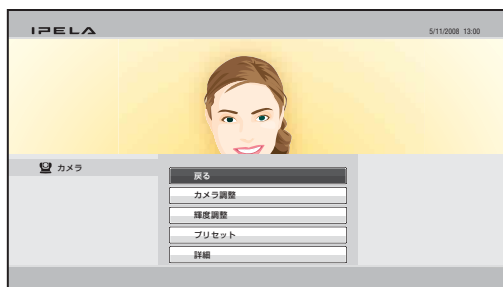 IPELA
5/11/2008 13:00
カメラ
戻る
カメラ調整
輝度調整
プリセット
詳細